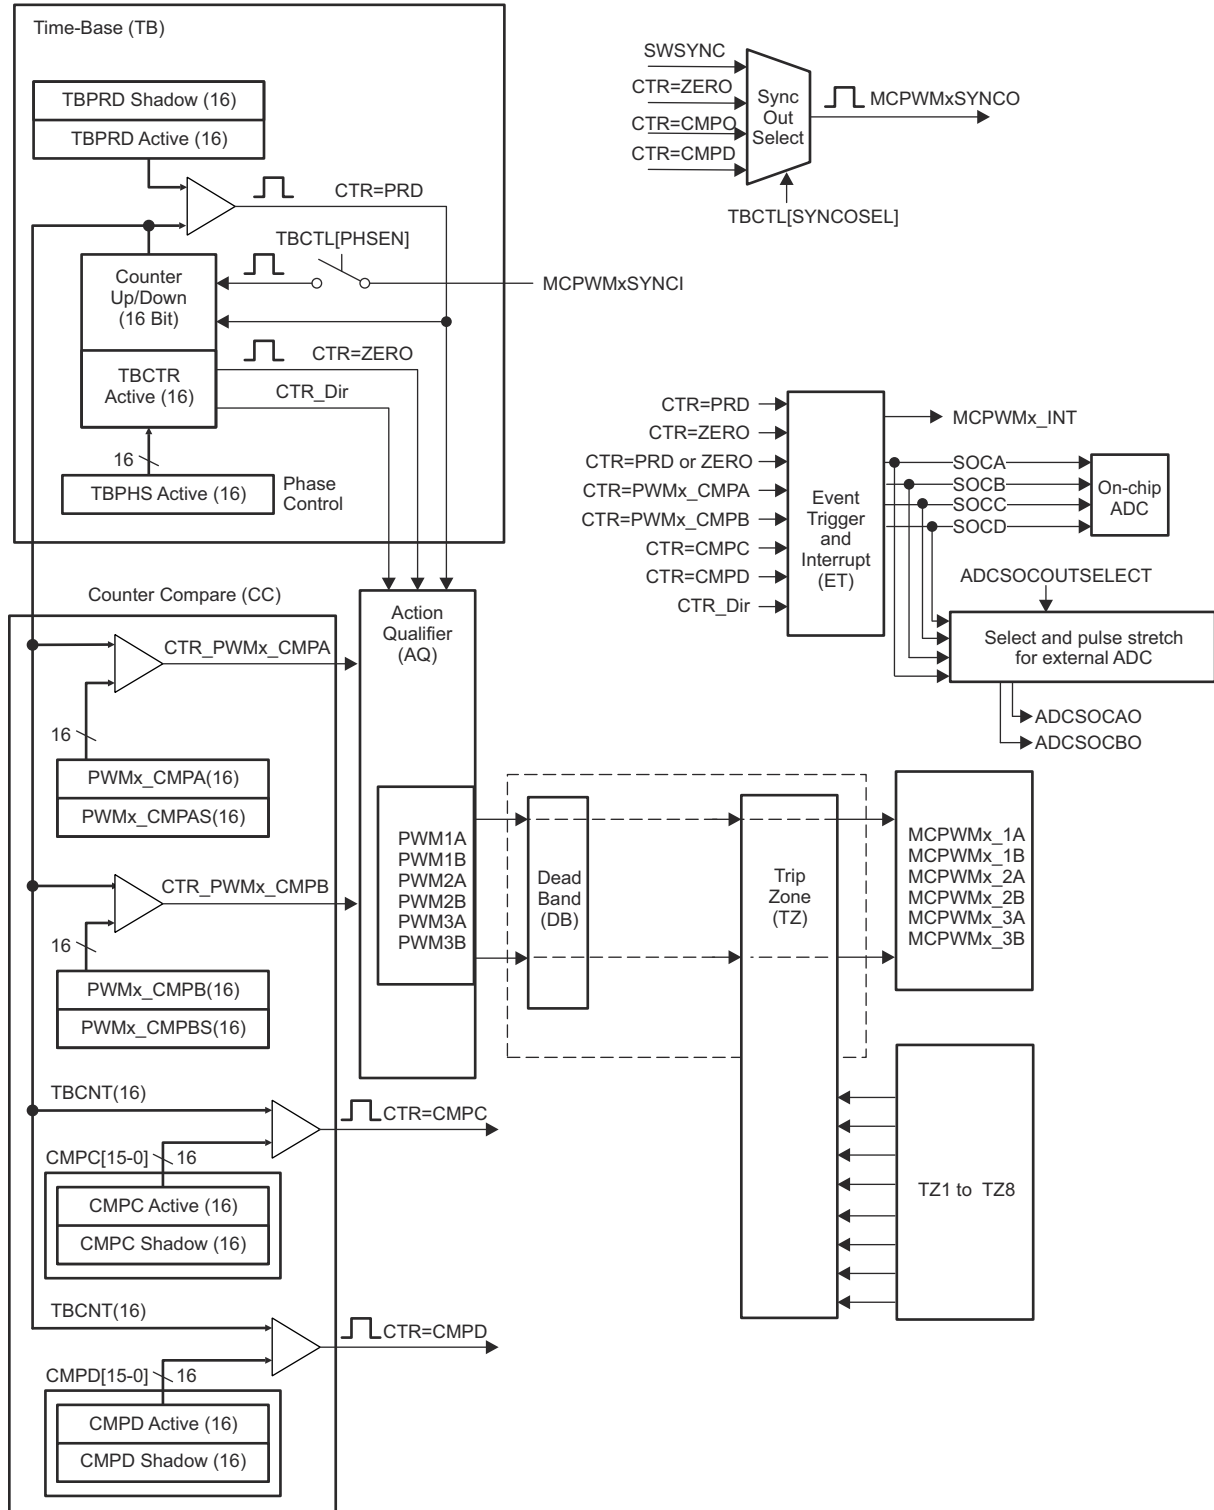 Time-Base (TB)
TBPRD Shadow (16)
TBPRD Active (16)
CTR=PRD
TBCTL[PHSEN]
MCPWMxSYNCI
Counter
Up/Down
(16 Bit)
CTR=ZERO
TBCTR
Active (16)
CTR_Dir
16
TBPHS Active (16)
Phase
Control
SWSYNC
CTR=ZERO
CTR=CMPO
CTR=CMPD
Sync
Out
Select
MCPWMxSYNCO
TBCTL[SYNCOSEL]
CTR=PRD
CTR=ZERO
CTR=PRD or ZERO
CTR=PWMx_CMPA
CTR=PWMx_CMPB
CTR=CMPC
CTR=CMPD
CTR_Dir
Event
Trigger
and
Interrupt
(ET)
MCPWMx_INT
SOCA
SOCB
SOCC
SOCD
On-chip
ADC
ADCSOCOUTSELECT
Select and pulse stretch
for external ADC
ADCSOCAO
ADCSOCBO
Counter Compare (CC)
CTR_PWMx_CMPA
16
PWMx_CMPA(16)
PWMx_CMPAS(16)
CTR_PWMx_CMPB
16
PWMx_CMPB(16)
PWMx_CMPBS(16)
TBCNT(16)
CTR=CMPC
CMPC[15-0]
16
CMPC Active (16)
CMPC Shadow (16)
TBCNT(16)
CTR=CMPD
CMPD[15-0]
16
CMPD Active (16)
CMPD Shadow (16)
Action
Qualifier
(AQ)
PWM1A
PWM1B
PWM2A
PWM2B
PWM3A
PWM3B
Dead
Band
(DB)
Trip
Zone
(TZ)
MCPWMx_1A
MCPWMx_1B
MCPWMx_2A
MCPWMx_2B
MCPWMx_3A
MCPWMx_3B
TZ1 to TZ8